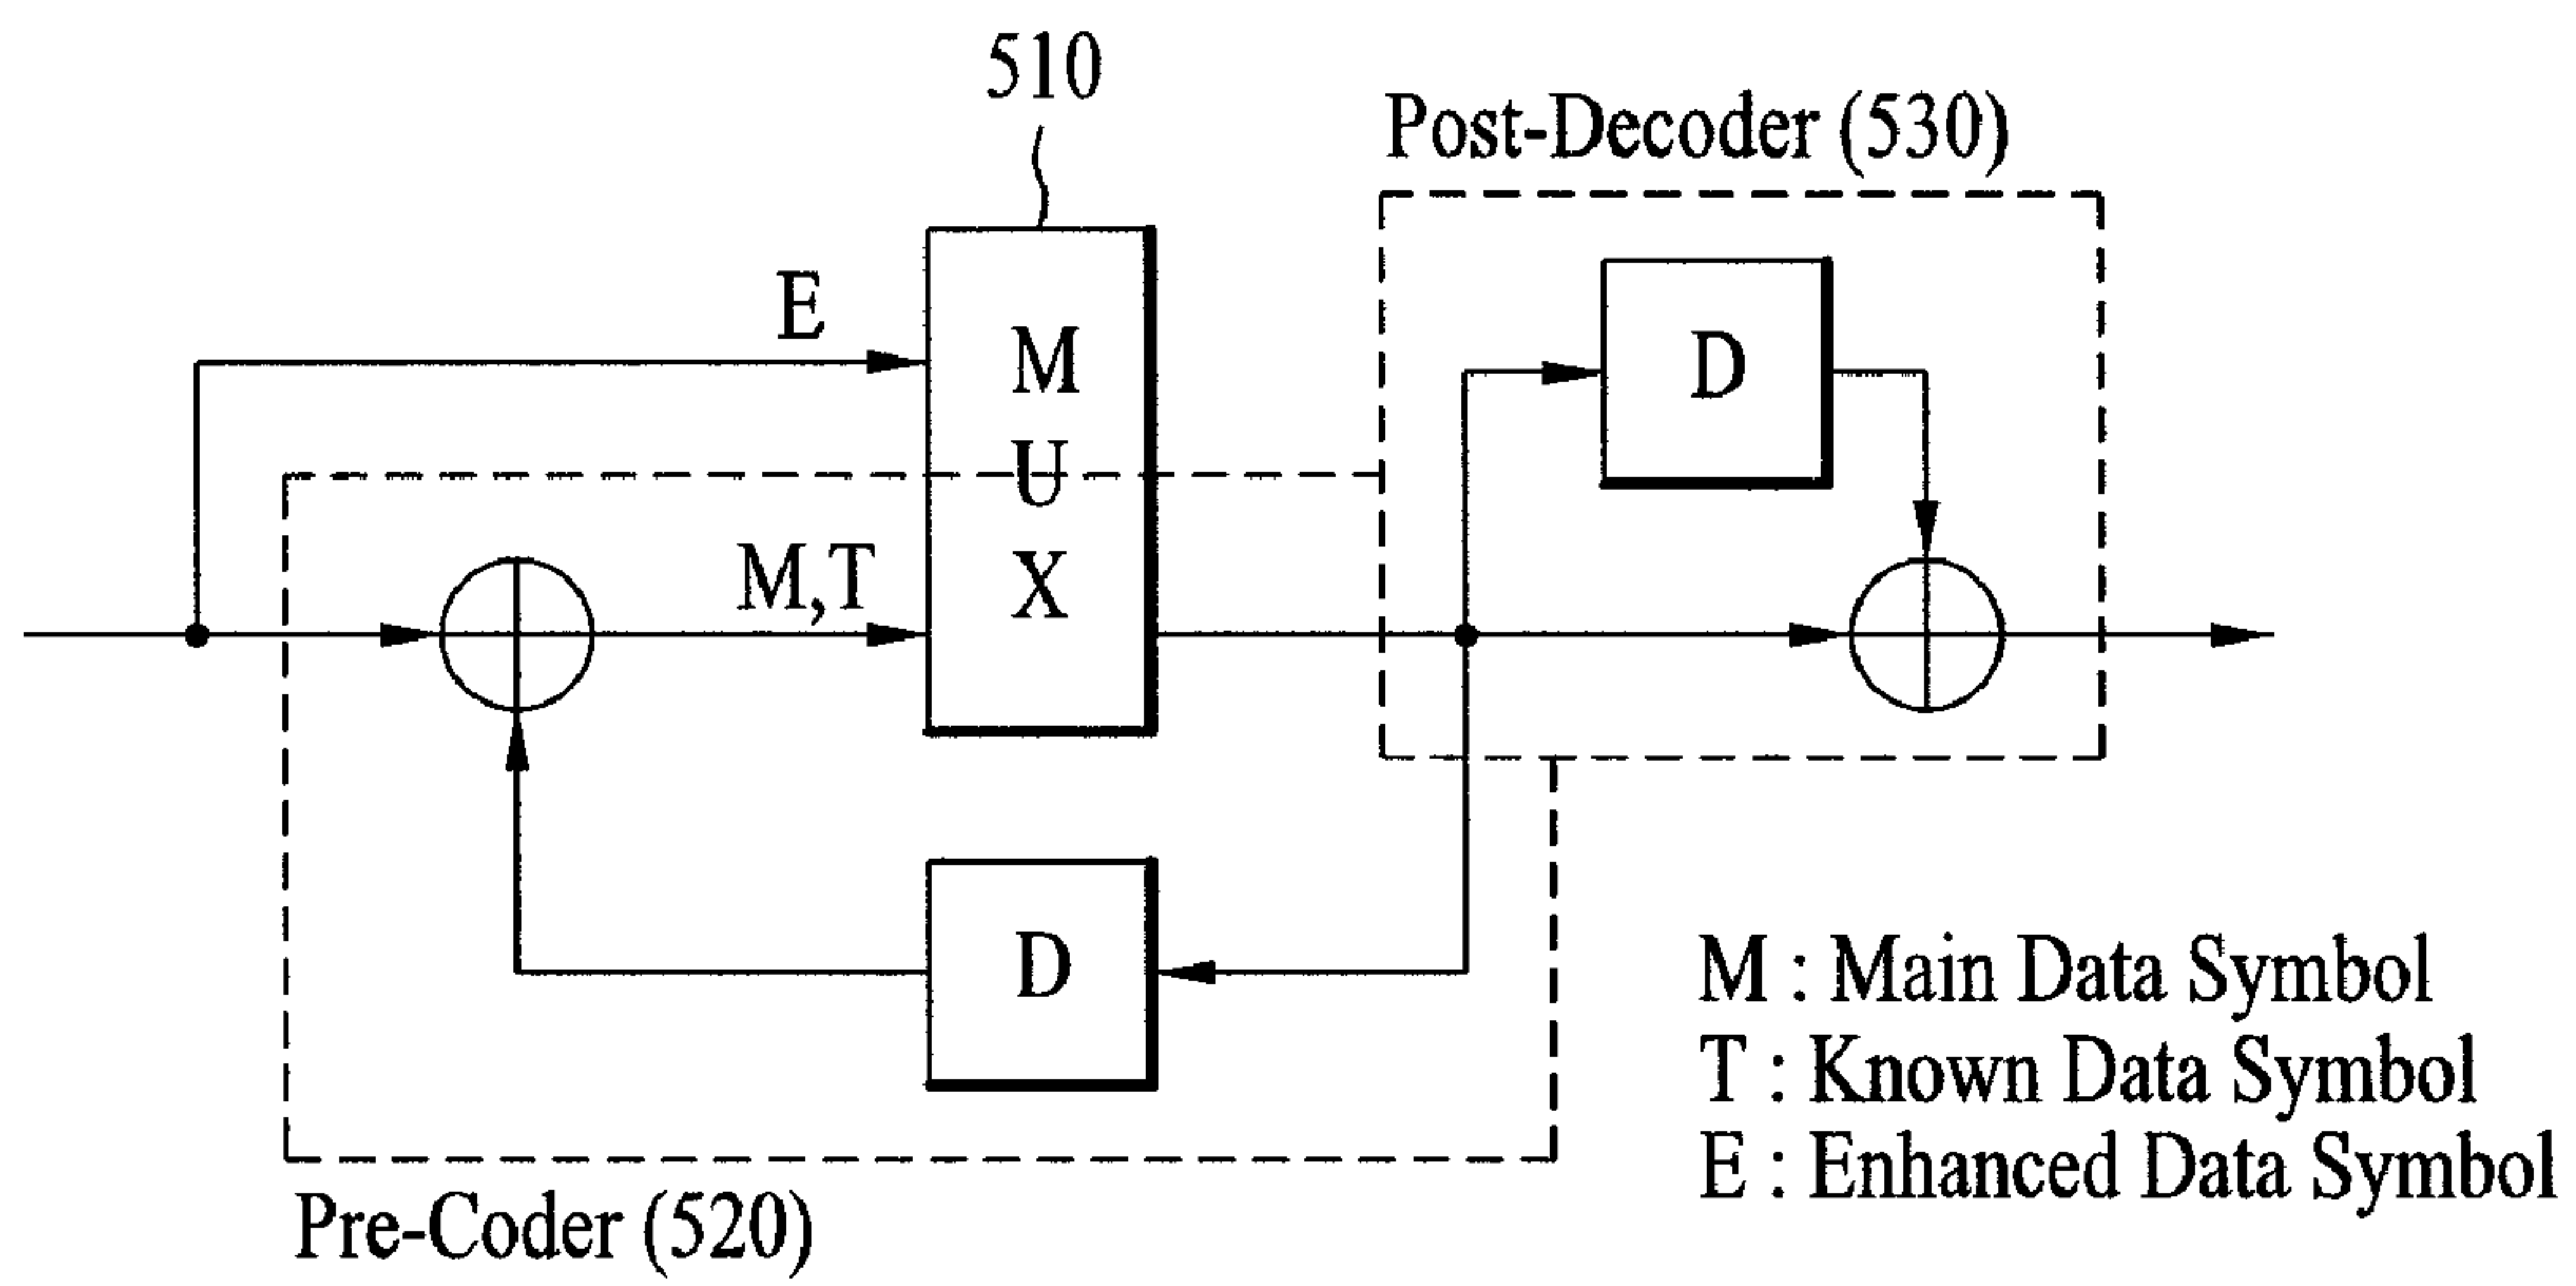 510
Post-Decoder (530)
E
M
U
X
D
M,T
D
M : Main Data Symbol
T : Known Data Symbol
E : Enhanced Data Symbol
Pre-Coder (520)